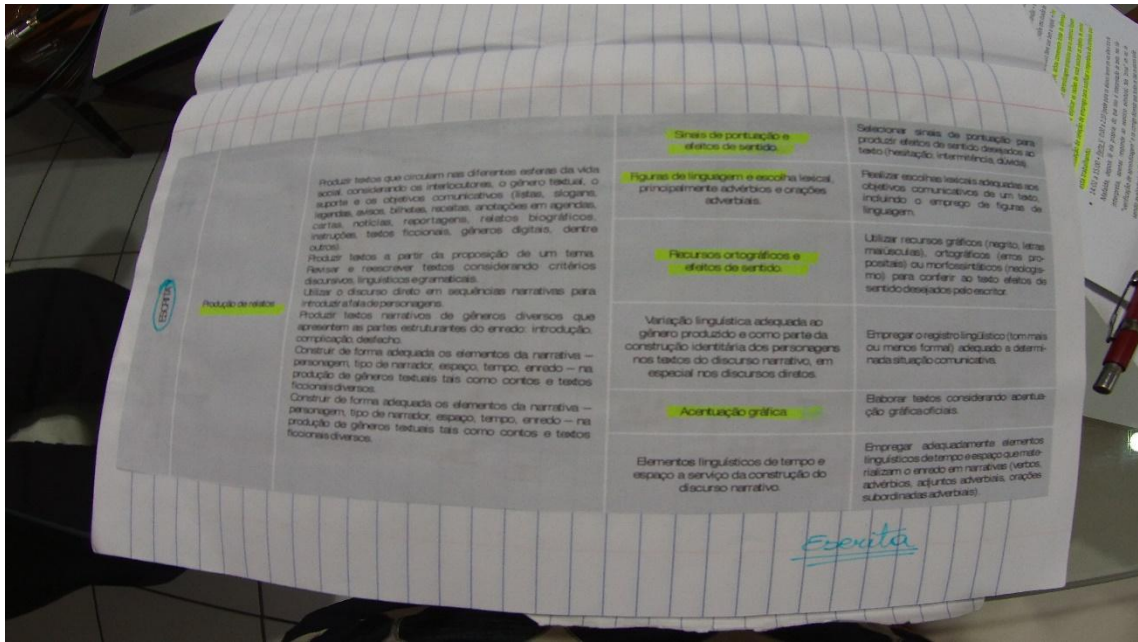 ESCRITA
Produção de relatos
Produzir textos que circulam nas diferentes esferas da vida
social, considerando os interlocutores, o gênero textual, o
suporte e os objetivos comunicativos (listas, slogans,
legendas, avisos, bilhetes, receitas, anotações em agendas,
cartas, notícias, reportagens, relatos biográficos,
instruções, textos ficcionais, gêneros digitais, dentre
outros).
Produzir textos a partir da proposição de um tema.
Revisar e reescrever textos considerando critérios
discursivos, linguísticos e gramaticais.
Utilizar o discurso direto em sequências narrativas para
introduzir a fala de personagens.
Produzir textos narrativos de gêneros diversos que
apresentem as partes estruturantes do enredo: introdução,
complicação, desfecho.
Construir de forma adequada os elementos da narrativa –
personagem, tipo de narrador, espaço, tempo, enredo – na
produção de gêneros textuais tais como contos e textos
ficcionais diversos.
Construir de forma adequada os elementos da narrativa –
personagem, tipo de narrador, espaço, tempo, enredo – na
produção de gêneros textuais tais como contos e textos
ficcionais diversos.
Sinais de pontuação e
efeitos de sentido.
Selecionar sinais de pontuação para
produzir efeitos de sentido desejados ao
texto (hesitação, intermitência, dúvida).
Figuras de linguagem e escolha lexical,
principalmente advérbios e orações
adverbiais.
Realizar escolhas lexicais adequadas aos
objetivos comunicativos de um texto,
incluindo o emprego de figuras de
linguagem.
Recursos ortográficos e
efeitos de sentido.
Utilizar recursos gráficos (negrito, letras
maiúsculas), ortográficos (erros pro-
positais) ou morfossintáticos (neologis-
mo) para conferir ao texto efeitos de
sentido desejados pelo escritor.
Variação linguística adequada ao
gênero produzido e como parte da
construção identitária dos personagens
nos textos do discurso narrativo, em
especial nos discursos diretos.
Empregar o registro lingüístico (tom mais
ou menos formal) adequado a determi-
nada situação comunicativa.
Acentuação gráfica
Elaborar textos considerando acentua-
ção gráfica oficiais.
Elementos linguísticos de tempo e
espaço a serviço da construção do
discurso narrativo.
Empregar adequadamente elementos
linguísticos de tempo e espaço que mate-
rializam o enredo em narrativas (verbos,
advérbios, adjuntos adverbiais, orações
subordinadas adverbiais).
Escrita